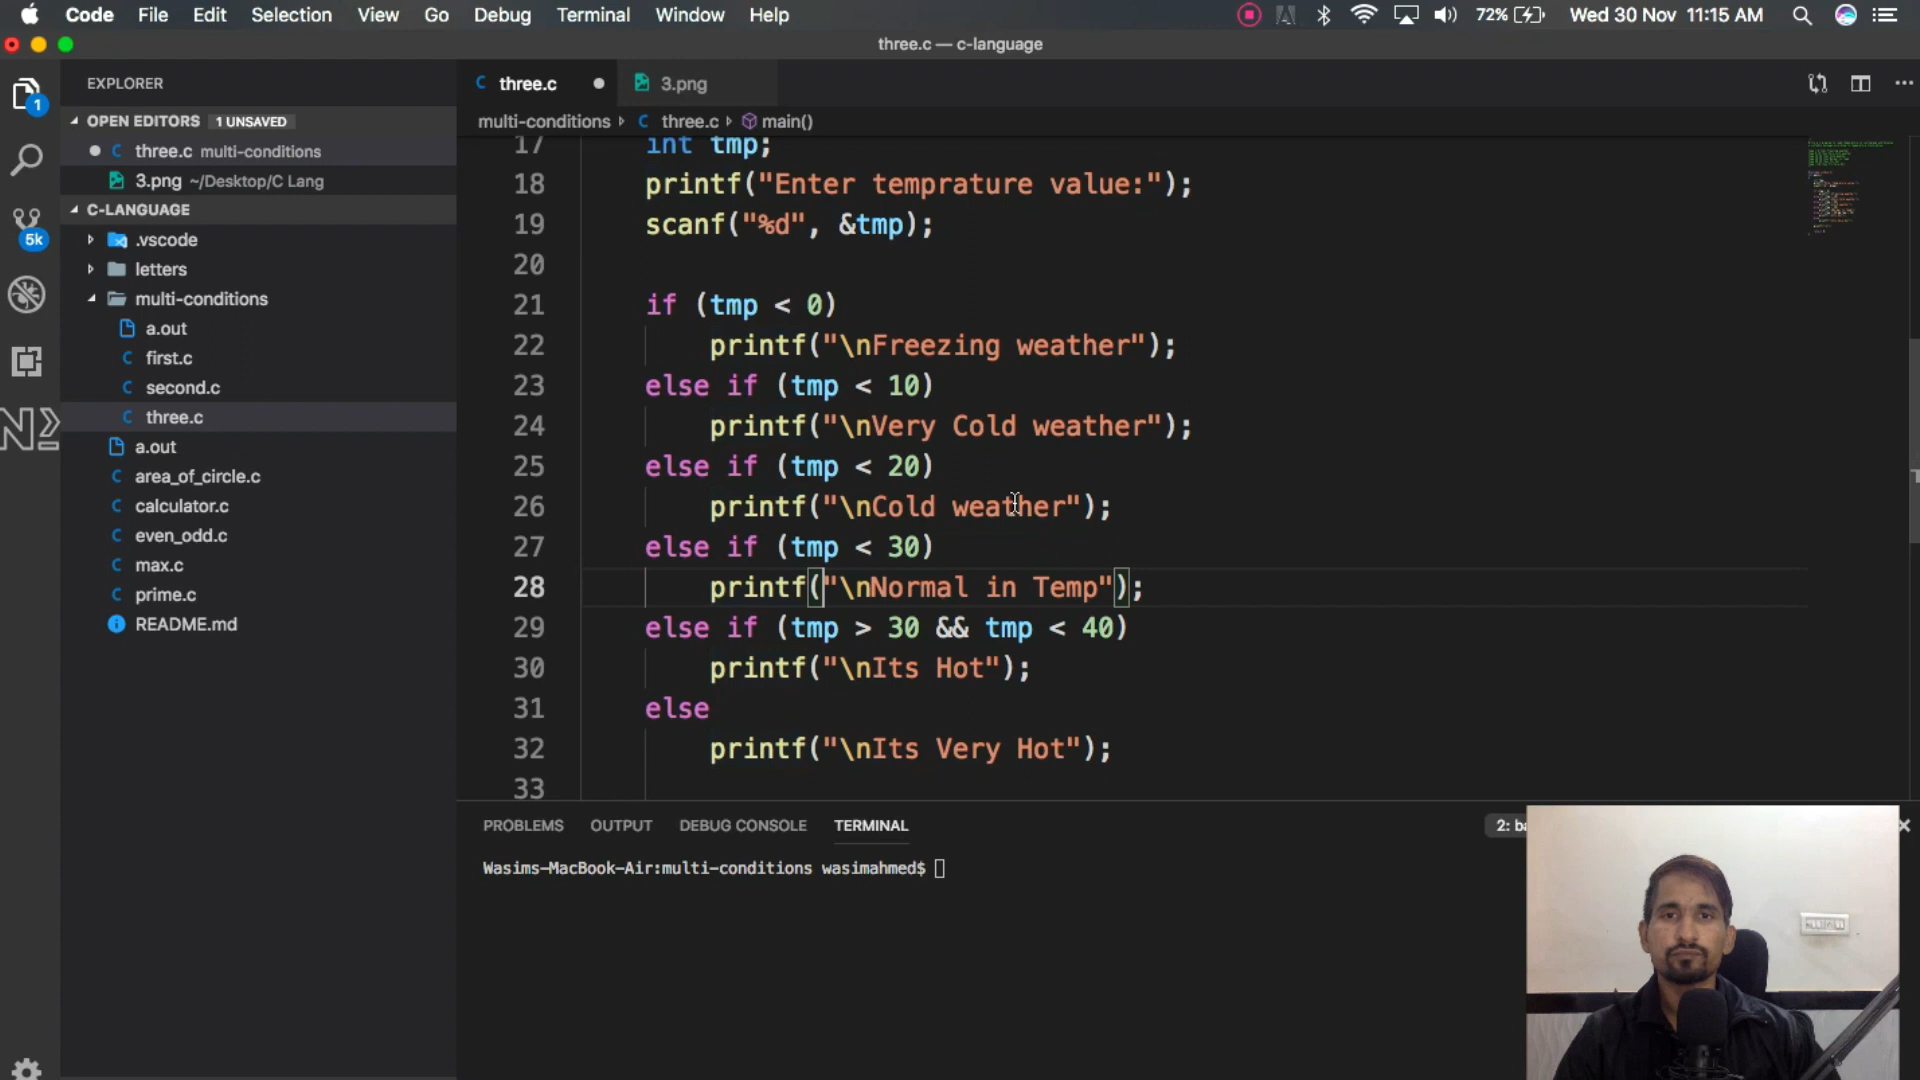 Code File Edit Selection View Go Debug Terminal Window Help 72% Wed 30 Nov 11:15 AM
three.c — c-language
EXPLORER
three.c 3.png
1
OPEN EDITORS 1 UNSAVED
multi-conditions three.c main()
three.c multi-conditions
3.png ~/Desktop/C Lang
C-LANGUAGE
5k
.vscode
letters
multi-conditions
a.out
first.c
second.c
three.c
a.out
area_of_circle.c
calculator.c
even_odd.c
max.c
prime.c
README.md
17 int tmp;
18 printf("Enter temprature value:");
19 scanf("%d", &tmp);
20
21 if (tmp < 0)
22 printf("\nFreezing weather");
23 else if (tmp < 10)
24 printf("\nVery Cold weather");
25 else if (tmp < 20)
26 printf("\nCold weather");
27 else if (tmp < 30)
28 printf("\nNormal in Temp");
29 else if (tmp > 30 && tmp < 40)
30 printf("\nIts Hot");
31 else
32 printf("\nIts Very Hot");
33
PROBLEMS OUTPUT DEBUG CONSOLE TERMINAL 2:
Wasims-MacBook-Air:multi-conditions wasimahmed$